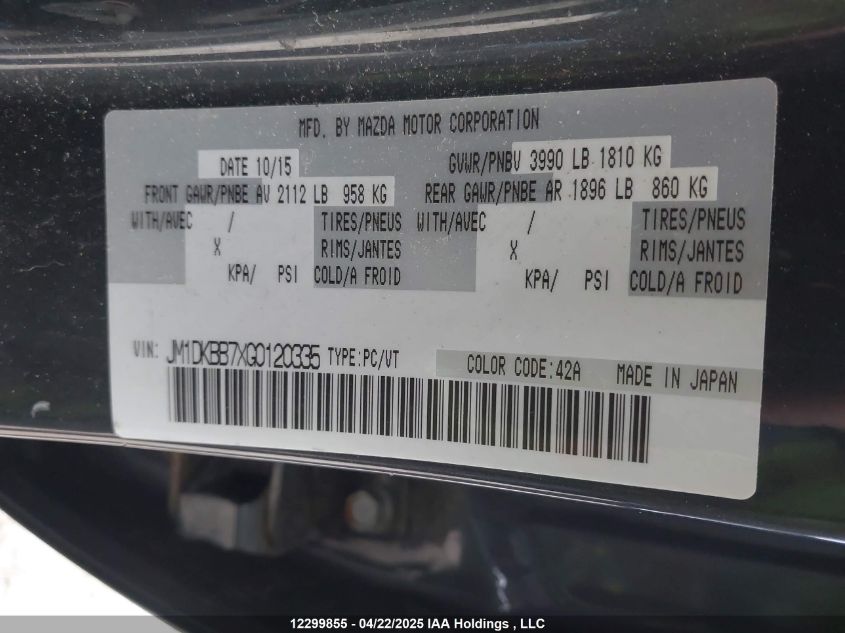 MFD. BY MAZDA MOTOR CORPORATION
DATE 10/15 GVWR/PNBV 3990 LB 1810 KG
FRONT GAWR/PNBE AV 2112 LB 958 KG REAR GAWR/PNBE AR 1896 LB 860 KG
WITH/AVEC / TIRES/PNEUS WITH/AVEC / TIRES/PNEUS
X RIMS/JANTES X RIMS/JANTES
KPA/ PSI COLD/A FROID KPA/ PSI COLD/A FROID
VIN: JM1DKBB7XG0120335 TYPE:PC/VT COLOR CODE:42A MADE IN JAPAN
12299855 - 04/22/2025 IAA Holdings , LLC